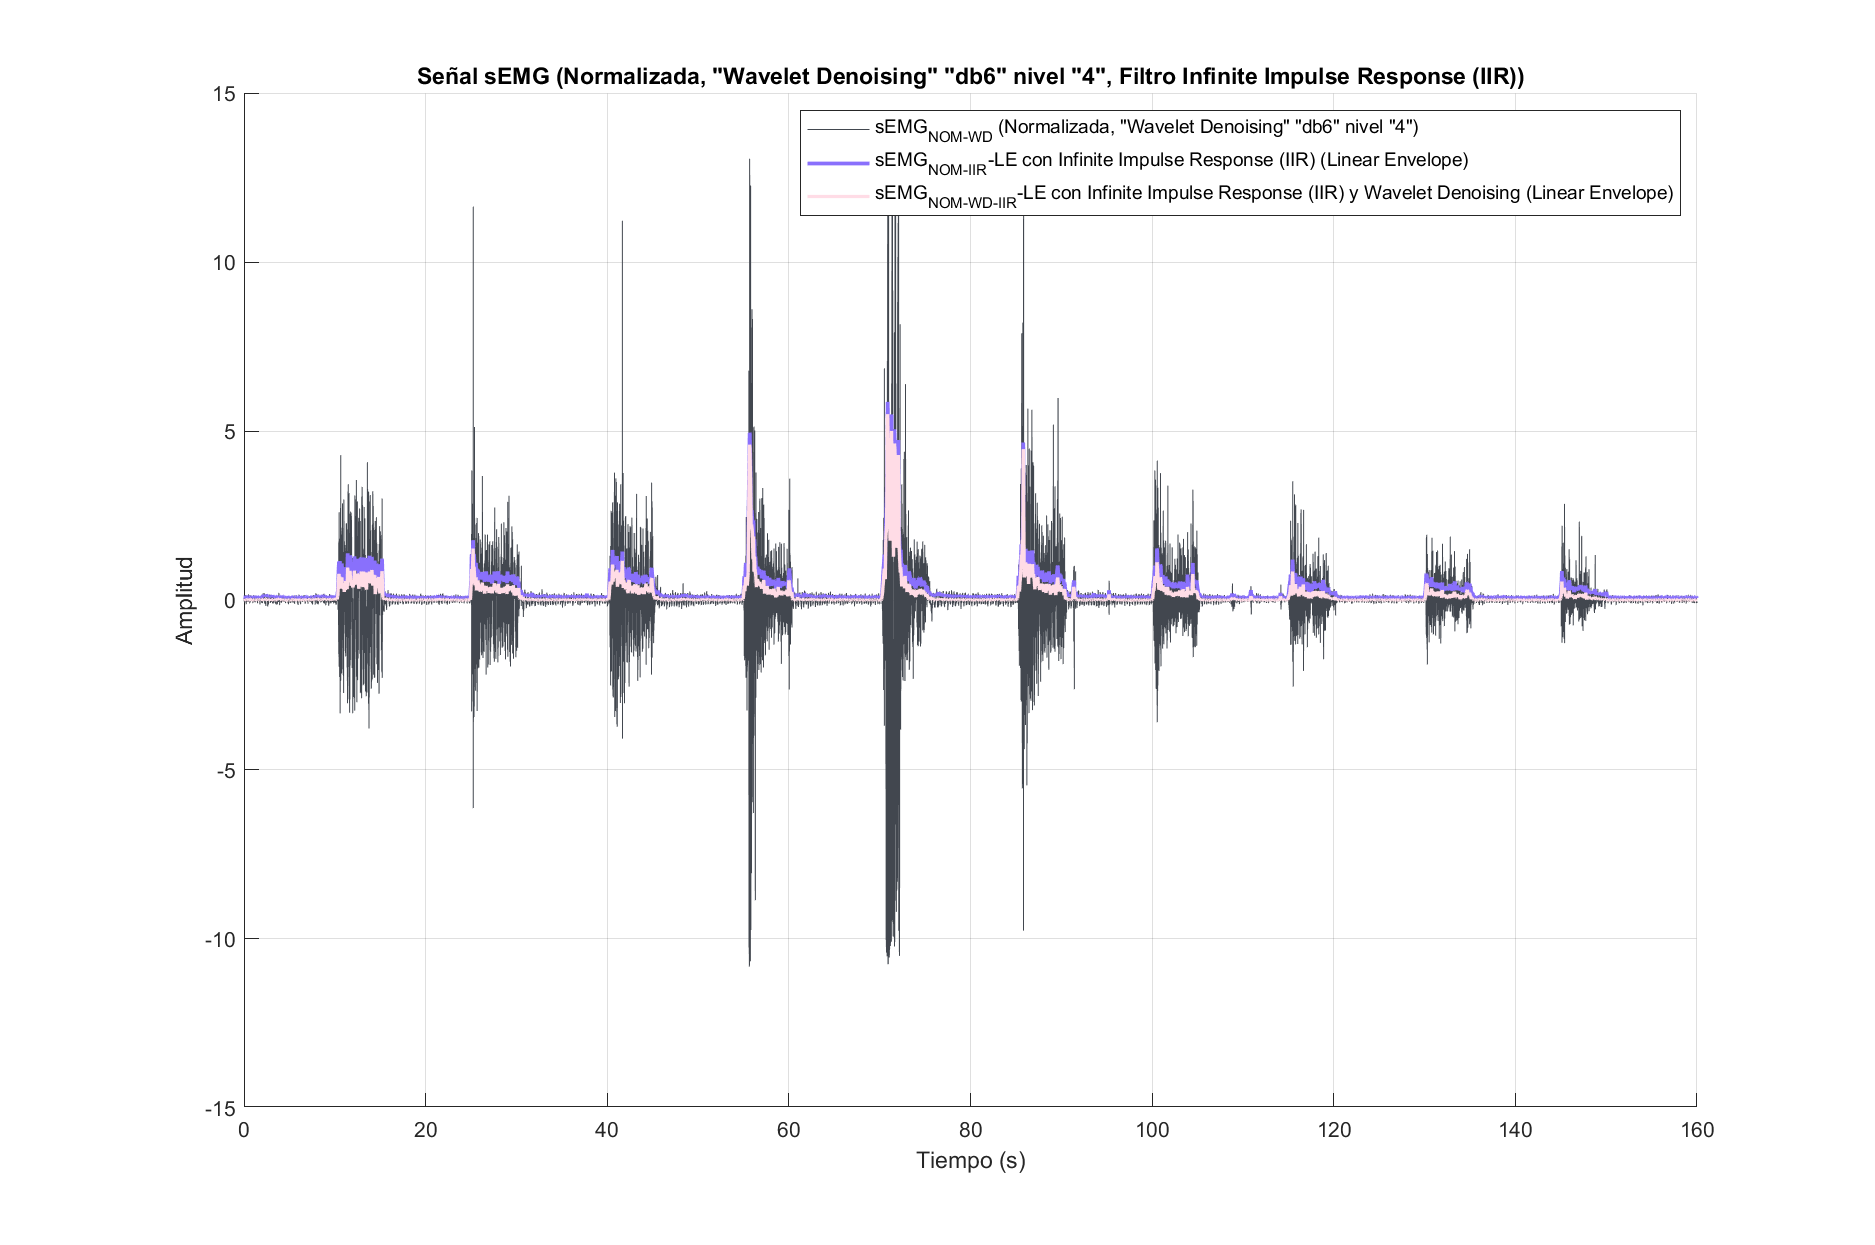 Señal sEMG (Normalizada, "Wavelet Denoising" "db6" nivel "4", Filtro Infinite Impulse Response (IIR))
sEMG_NOM-WD (Normalizada, "Wavelet Denoising" "db6" nivel "4")
sEMG_NOM-IIR-LE con Infinite Impulse Response (IIR) (Linear Envelope)
sEMG_NOM-WD-IIR-LE con Infinite Impulse Response (IIR) y Wavelet Denoising (Linear Envelope)
Amplitud
15
10
5
0
-5
-10
-15
0 20 40 60 80 100 120 140 160
Tiempo (s)